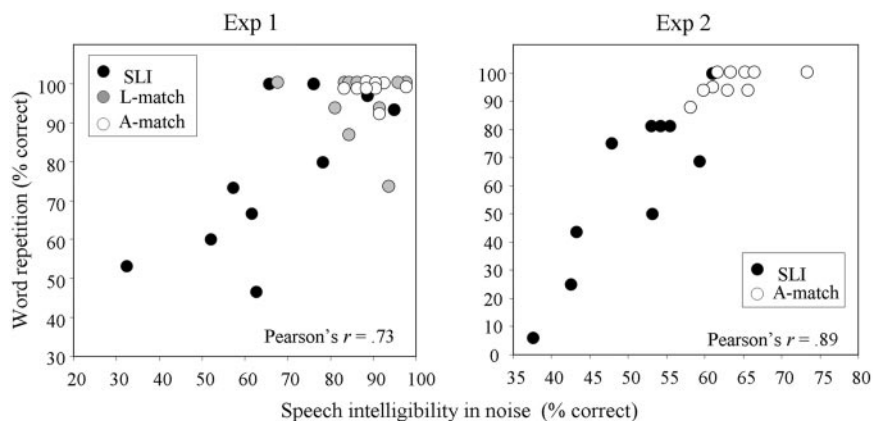 Exp 1
Exp 2
Word repetition (% correct)
100
90
80
70
60
50
40
30
20 30 40 50 60 70 80 90 100
SLI
L-match
A-match
Pearson's r = .73
100
90
80
70
60
50
40
30
20
10
0
35 45 50 55 60 65 70 75 80
SLI
A-match
Pearson's r = .89
Speech intelligibility in noise (% correct)